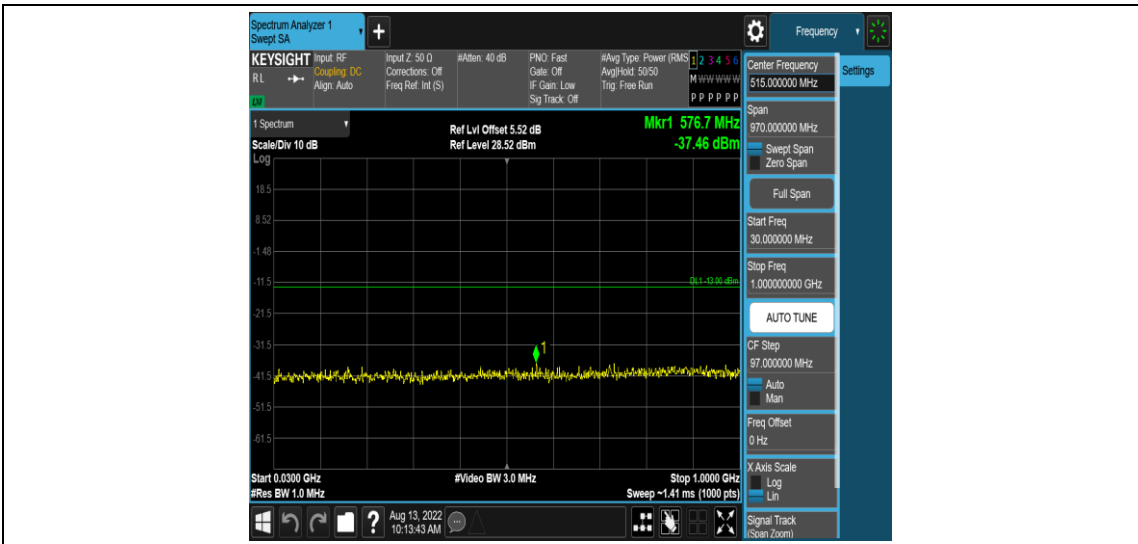 Spectrum Analyzer 1
Swept SA
+
Frequency
KEYSIGHT
RL
LXI
Input: RF
Coupling: DC
Align: Auto
Input Z: 50 Ω
Corrections: Off
Freq Ref: Int (S)
#Atten: 40 dB
PNO: Fast
Gate: Off
IF Gain: Low
Sig Track: Off
#Avg Type: Power (RMS
Avg|Hold: 50/50
Trig: Free Run
1 2 3 4 5 6
M W W W W W
P P P P P P
1 Spectrum
Scale/Div 10 dB
Ref Lvl Offset 5.52 dB
Ref Level 28.52 dBm
Mkr1 576.7 MHz
-37.46 dBm
Log
18.5
8.52
-1.48
-11.5
-21.5
-31.5
-41.5
-51.5
-61.5
DL1 -13.00 dBm
1
Start 0.0300 GHz
#Res BW 1.0 MHz
#Video BW 3.0 MHz
Stop 1.0000 GHz
Sweep ~1.41 ms (1000 pts)
?
Aug 13, 2022
10:13:43 AM
Center Frequency
515.000000 MHz
Settings
Span
970.000000 MHz
Swept Span
Zero Span
Full Span
Start Freq
30.000000 MHz
Stop Freq
1.000000000 GHz
AUTO TUNE
CF Step
97.000000 MHz
Auto
Man
Freq Offset
0 Hz
X Axis Scale
Log
Lin
Signal Track
(Span Zoom)